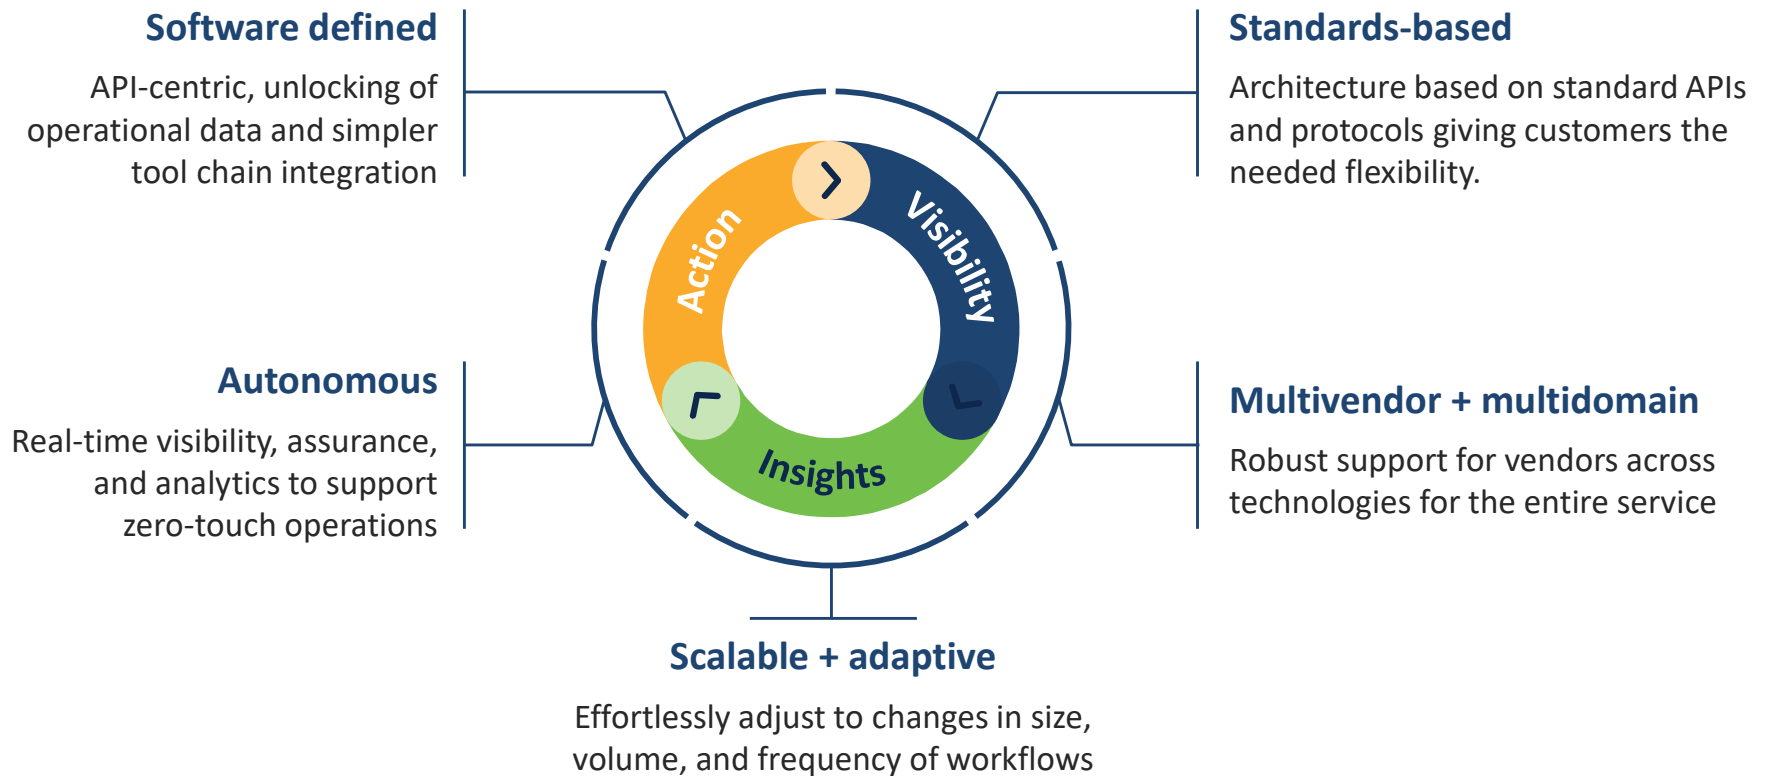 Software defined
API-centric, unlocking of
operational data and simpler
tool chain integration
Standards-based
Architecture based on standard APIs
and protocols giving customers the
needed flexibility.
Action
Visibility
Insights
Autonomous
Real-time visibility, assurance,
and analytics to support
zero-touch operations
Multivendor + multidomain
Robust support for vendors across
technologies for the entire service
Scalable + adaptive
Effortlessly adjust to changes in size,
volume, and frequency of workflows